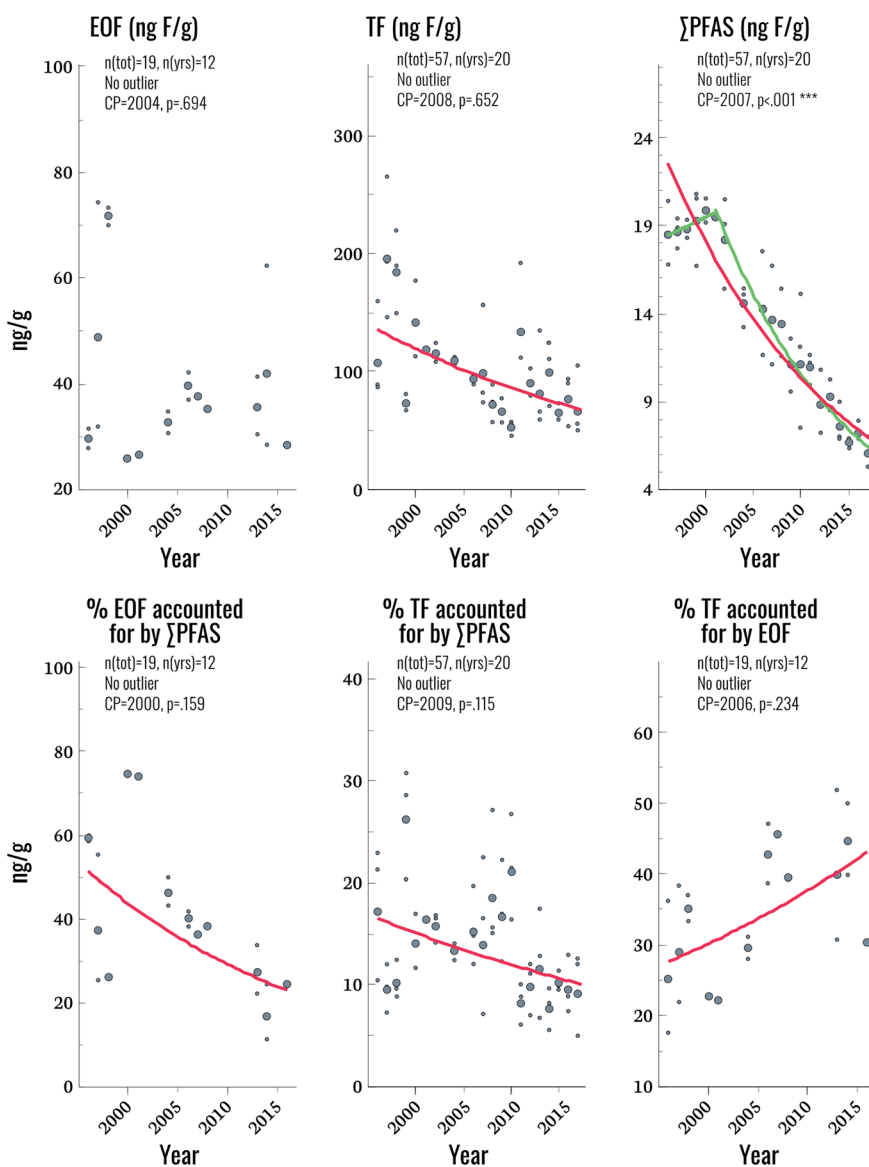 EOF (ng F/g)
n(tot)=19, n(yrs)=12
No outlier
CP=2004, p=.694
100
80
60
40
20
ng/g
2000
2005
2010
2015
Year
TF (ng F/g)
n(tot)=57, n(yrs)=20
No outlier
CP=2008, p=.652
300
200
100
0
2000
2005
2010
2015
Year
∑PFAS (ng F/g)
n(tot)=57, n(yrs)=20
No outlier
CP=2007, p<.001 ***
24
19
14
9
4
2000
2005
2010
2015
Year
% EOF accounted
for by ∑PFAS
n(tot)=19, n(yrs)=12
No outlier
CP=2000, p=.159
100
80
60
40
20
0
ng/g
2000
2005
2010
2015
Year
% TF accounted
for by ∑PFAS
n(tot)=57, n(yrs)=20
No outlier
CP=2009, p=.115
40
30
20
10
0
2000
2005
2010
2015
Year
% TF accounted
for by EOF
n(tot)=19, n(yrs)=12
No outlier
CP=2006, p=.234
60
50
40
30
20
10
2000
2005
2010
2015
Year